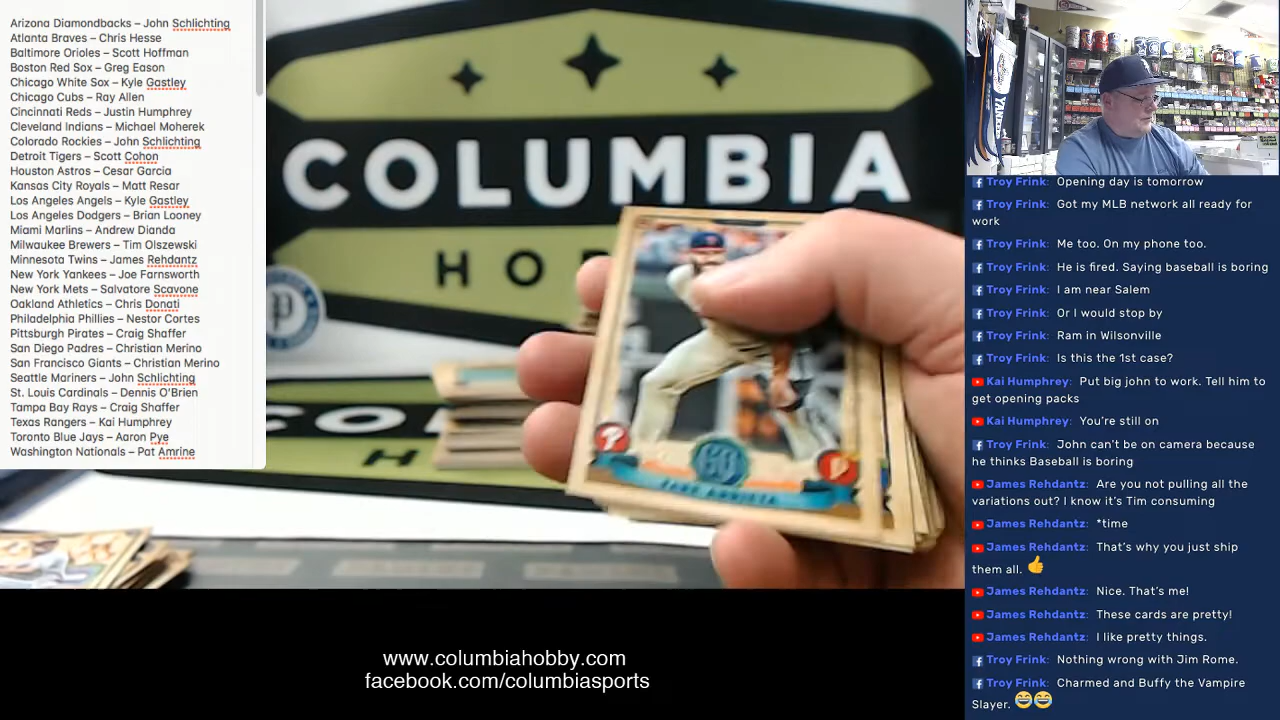 Arizona Diamondbacks – John Schlichting
Atlanta Braves – Chris Hesse
Baltimore Orioles – Scott Hoffman
Boston Red Sox – Greg Eason
Chicago White Sox – Kyle Gastley
Chicago Cubs – Ray Allen
Cincinnati Reds – Justin Humphrey
Cleveland Indians – Michael Moherek
Colorado Rockies – John Schlichting
Detroit Tigers – Scott Cohon
Houston Astros – Cesar Garcia
Kansas City Royals – Matt Resar
Los Angeles Angels – Kyle Gastley
Los Angeles Dodgers – Brian Looney
Miami Marlins – Andrew Dianda
Milwaukee Brewers – Tim Olszewski
Minnesota Twins – James Rehdantz
New York Yankees – Joe Farnsworth
New York Mets – Salvatore Scavone
Oakland Athletics – Chris Donati
Philadelphia Phillies – Nestor Cortes
Pittsburgh Pirates – Craig Shaffer
San Diego Padres – Christian Merino
San Francisco Giants – Christian Merino
Seattle Mariners – John Schlichting
St. Louis Cardinals – Dennis O'Brien
Tampa Bay Rays – Craig Shaffer
Texas Rangers – Kai Humphrey
Toronto Blue Jays – Aaron Pye
Washington Nationals – Pat Amrine
COLUMBIA
HO
CO
H
P
GQ
JAKE ARRIETA
www.columbiahobby.com
facebook.com/columbiasports
Troy Frink: Opening day is tomorrow
Troy Frink: Got my MLB network all ready for
work
Troy Frink: Me too. On my phone too.
Troy Frink: He is fired. Saying baseball is boring
Troy Frink: I am near Salem
Troy Frink: Or I would stop by
Troy Frink: Ram in Wilsonville
Troy Frink: Is this the 1st case?
Kai Humphrey: Put big john to work. Tell him to
get opening packs
Kai Humphrey: You're still on
Troy Frink: John can't be on camera because
he thinks Baseball is boring
James Rehdantz: Are you not pulling all the
variations out? I know it's Tim consuming
James Rehdantz: *time
James Rehdantz: That's why you just ship
them all. 👍
James Rehdantz: Nice. That's me!
James Rehdantz: These cards are pretty!
James Rehdantz: I like pretty things.
Troy Frink: Nothing wrong with Jim Rome.
Troy Frink: Charmed and Buffy the Vampire
Slayer. 😂😂